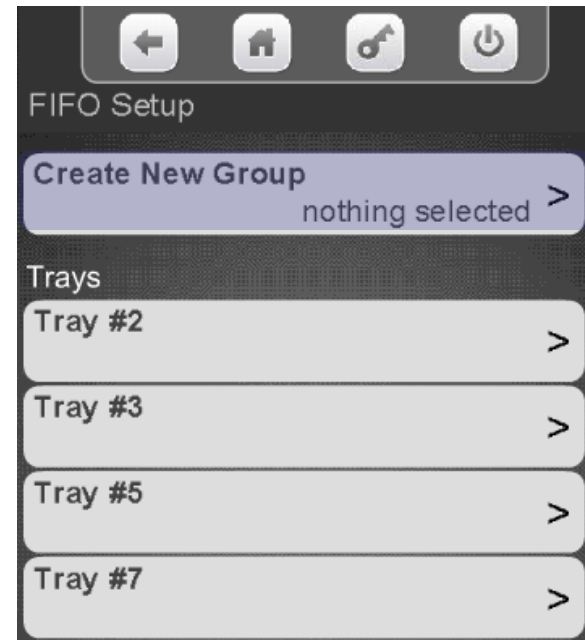 FIFO Setup
Create New Group
nothing selected >
Trays
Tray #2
>
Tray #3
>
Tray #5
>
Tray #7
>